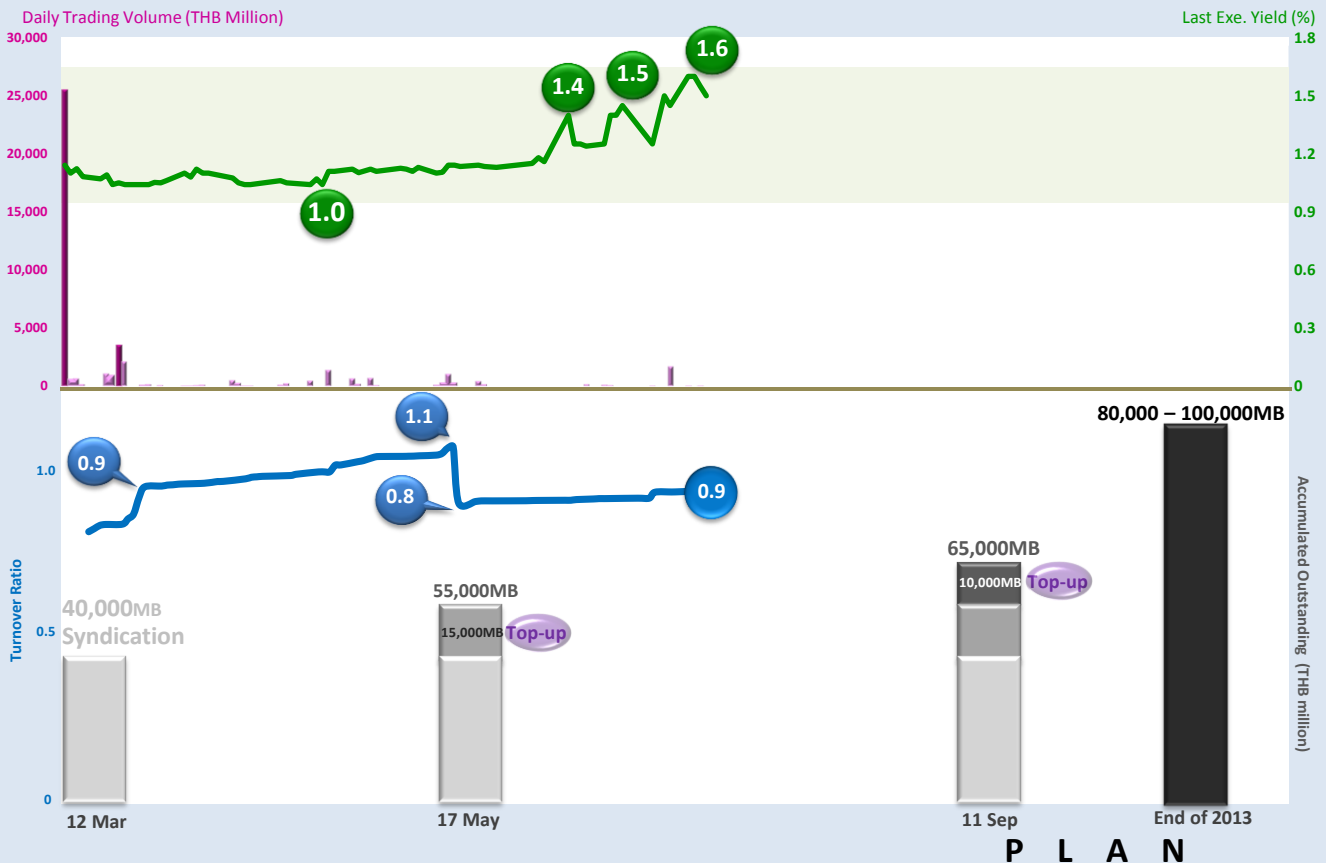 Daily Trading Volume (THB Million)
Last Exe. Yield (%)
30,000
25,000
20,000
15,000
10,000
5,000
0
1.8
1.5
1.2
0.9
0.6
0.3
0
1.4
1.5
1.6
1.0
80,000 – 100,000MB
1.1
0.9
0.8
0.9
1.0
0.5
0
Turnover Ratio
Accumulated Outstanding (THB million)
40,000MB
Syndication
55,000MB
15,000MB
Top-up
65,000MB
10,000MB
Top-up
12 Mar
17 May
11 Sep
End of 2013
P L A N